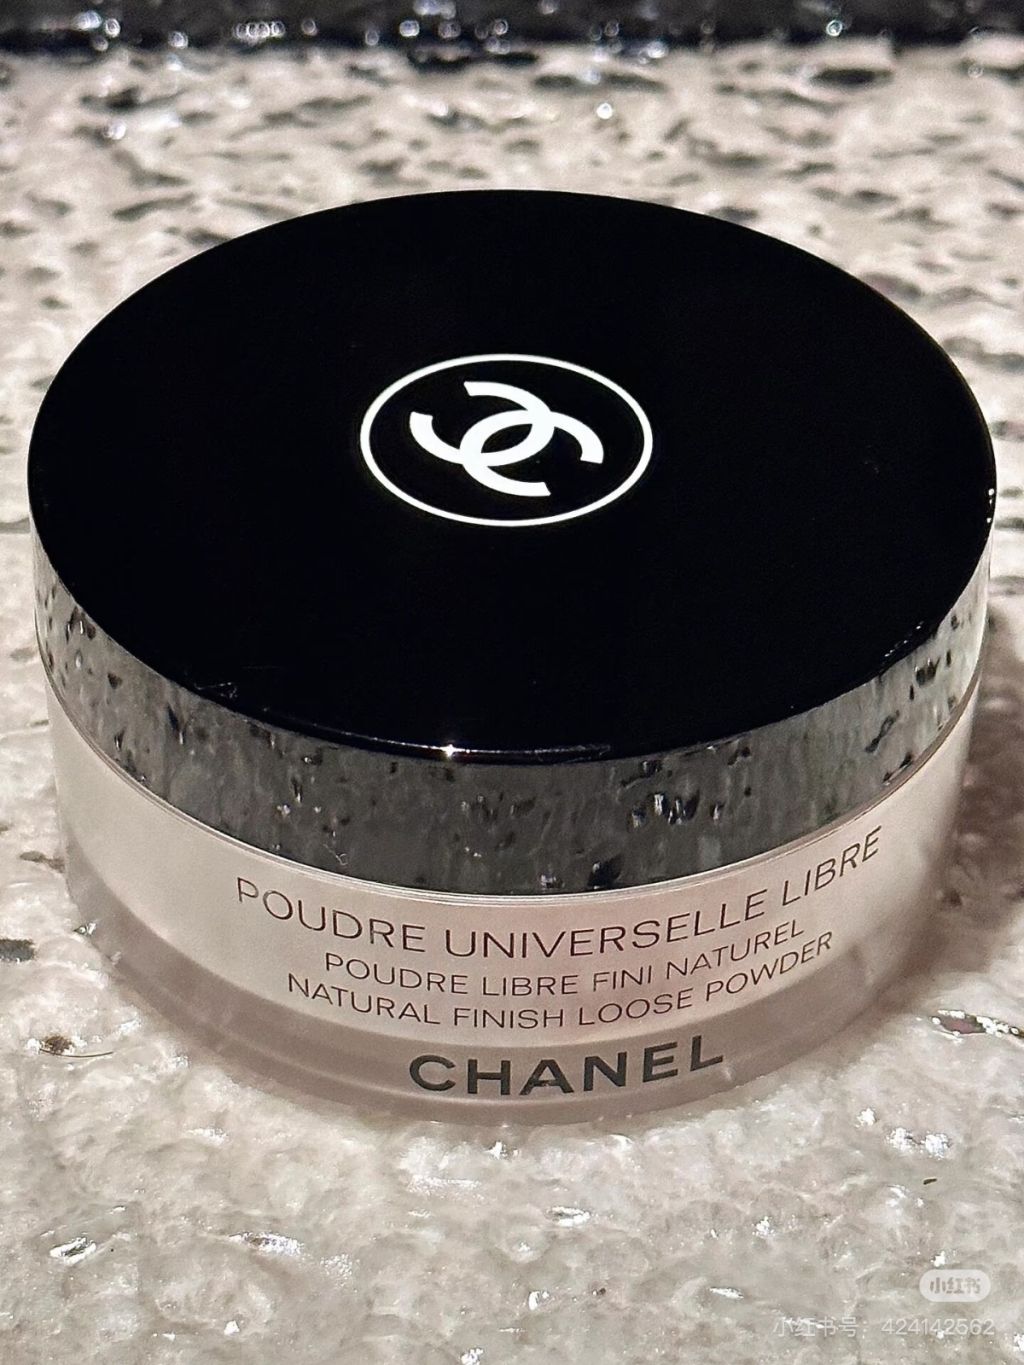 POUDRE UNIVERSELLE LIBRE
POUDRE LIBRE FINI NATUREL
NATURAL FINISH LOOSE POWDER
CHANEL
小红书
小红书号：424142562